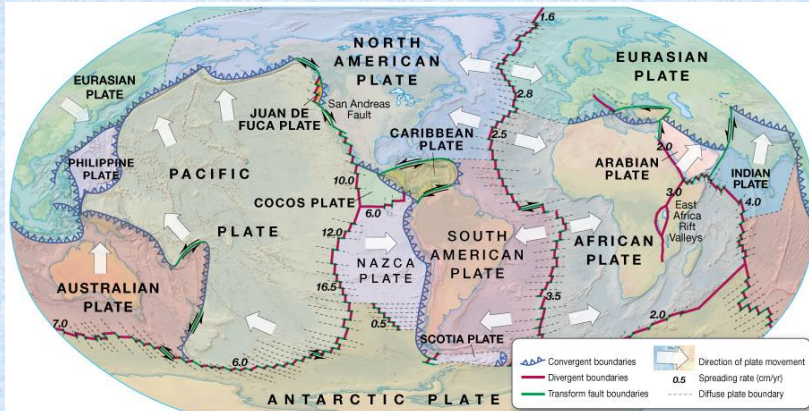 1.6
NORTH
AMERICAN
PLATE
EURASIAN
PLATE
EURASIAN
PLATE
2.8
JUAN DE
FUCA PLATE
San Andreas
Fault
2.5
CARIBBEAN
PLATE
2.0
ARABIAN
PLATE
PHILIPPINE
PLATE
PACIFIC
PLATE
10.0
COCOS PLATE
6.0
INDIAN
PLATE
3.0
4.0
East
Africa
Rift
Valleys
12.0
SOUTH
AMERICAN
PLATE
AFRICAN
PLATE
NAZCA
PLATE
AUSTRALIAN
PLATE
16.5
3.5
0.5
2.0
7.0
6.0
SCOTIA PLATE
ANTARCTIC PLATE
Convergent boundaries
Divergent boundaries
Transform fault boundaries
Direction of plate movement
0.5 Spreading rate (cm/yr)
Diffuse plate boundary